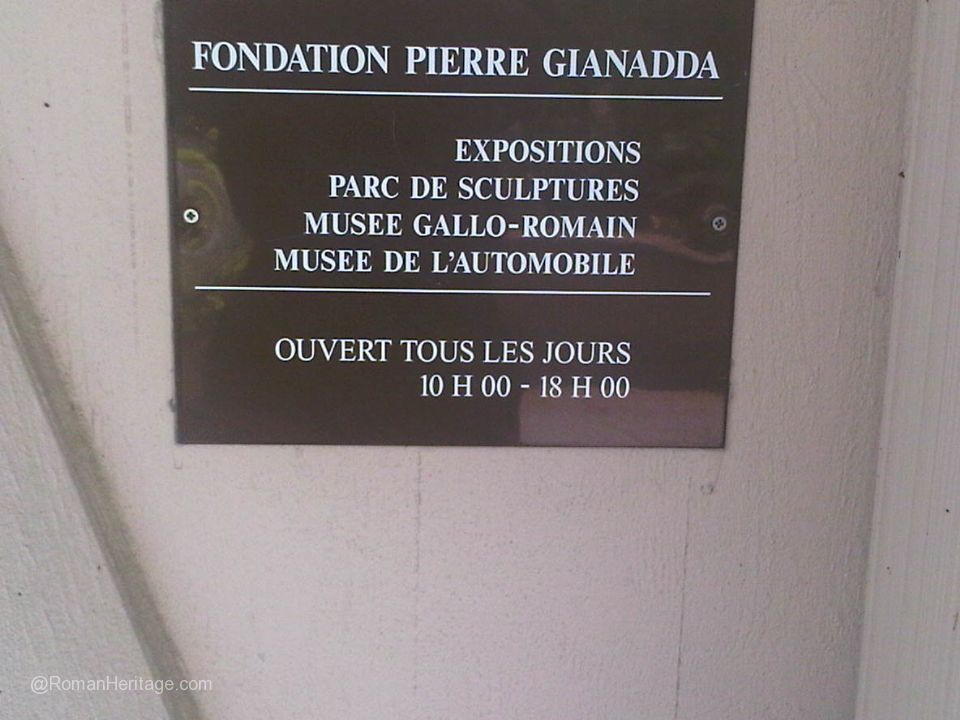 FONDATION PIERRE GIANADDA
EXPOSITIONS
PARC DE SCULPTURES
MUSEE GALLO-ROMAIN
MUSEE DE L'AUTOMOBILE
OUVERT TOUS LES JOURS
10 H 00 - 18 H 00
@RomanHeritage.com